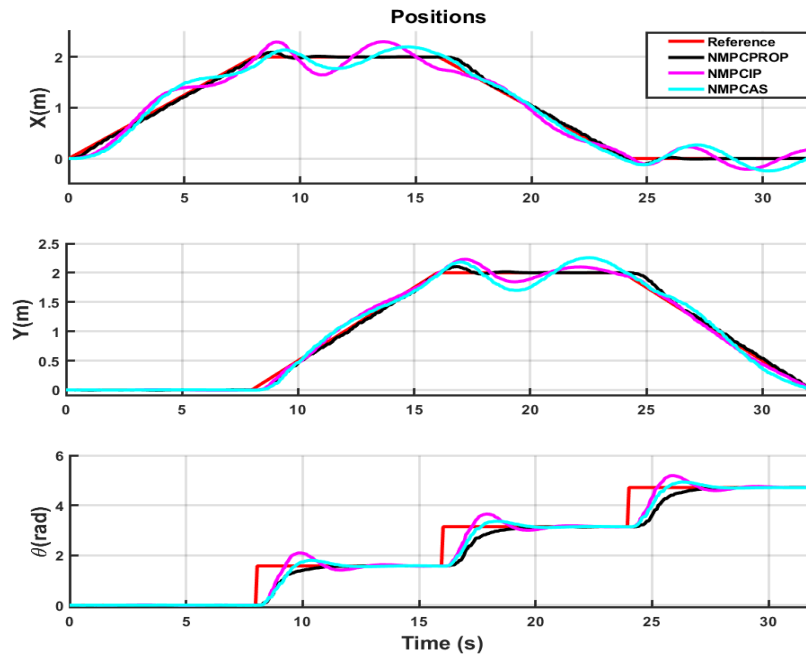 Positions
X(m)
2
1
0
0 5 10 15 20 25 30
Reference
NMPCPROP
NMPCIP
NMPCAS
Y(m)
2.5
2
1.5
1
0.5
0
0 5 10 15 20 25 30
θ(rad)
6
4
2
0
0 5 10 15 20 25 30
Time (s)